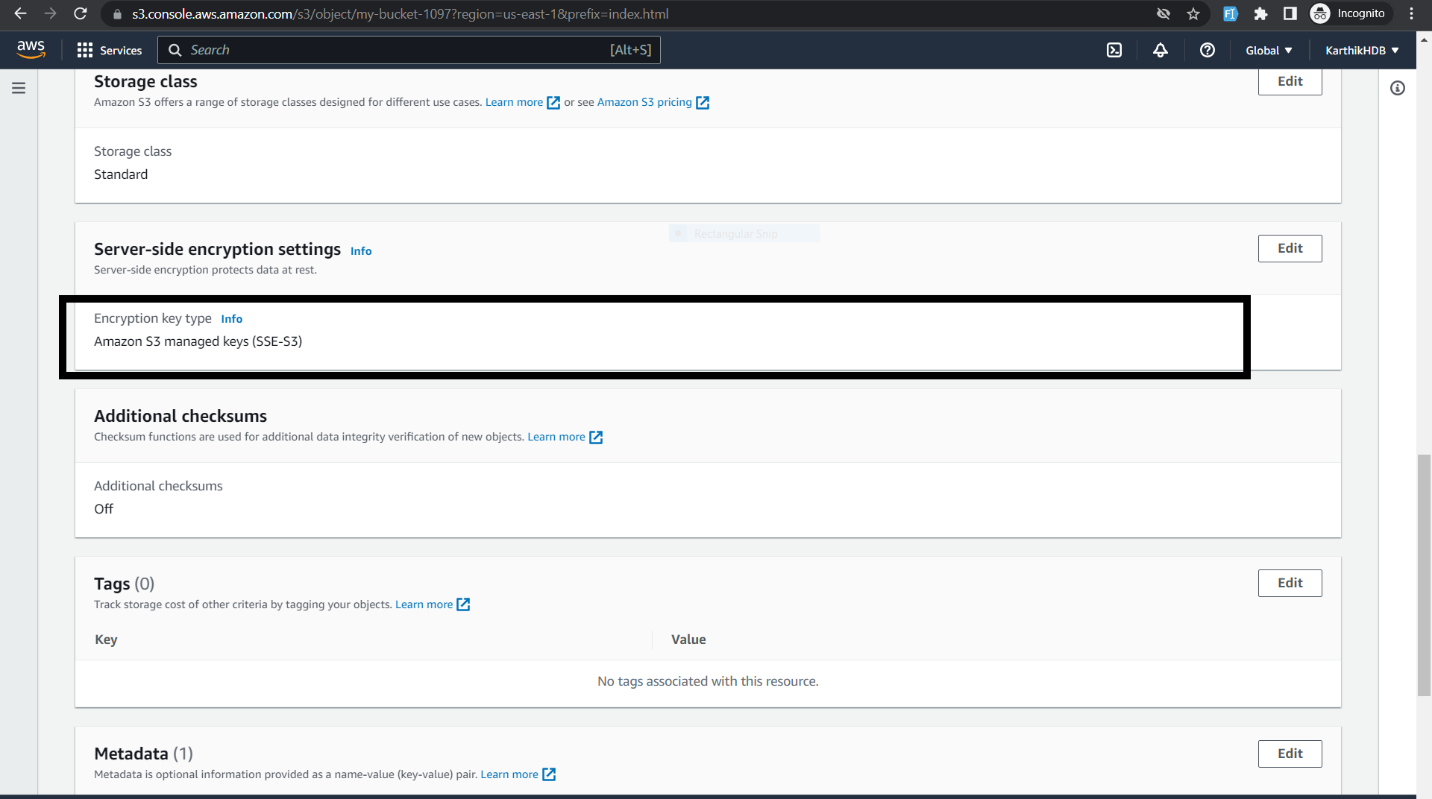 s3.console.aws.amazon.com/s3/object/my-bucket-1097?region=us-east-1&prefix=index.html
Incognito
aws
Services
Search
[Alt+S]
Global
KarthikHDB
Storage class
Edit
Amazon S3 offers a range of storage classes designed for different use cases. Learn more or see Amazon S3 pricing
Storage class
Standard
Rectangular Snip
Server-side encryption settings Info
Edit
Server-side encryption protects data at rest.
Encryption key type Info
Amazon S3 managed keys (SSE-S3)
Additional checksums
Checksum functions are used for additional data integrity verification of new objects. Learn more
Additional checksums
Off
Tags (0)
Edit
Track storage cost of other criteria by tagging your objects. Learn more
Key
Value
No tags associated with this resource.
Metadata (1)
Edit
Metadata is optional information provided as a name-value (key-value) pair. Learn more